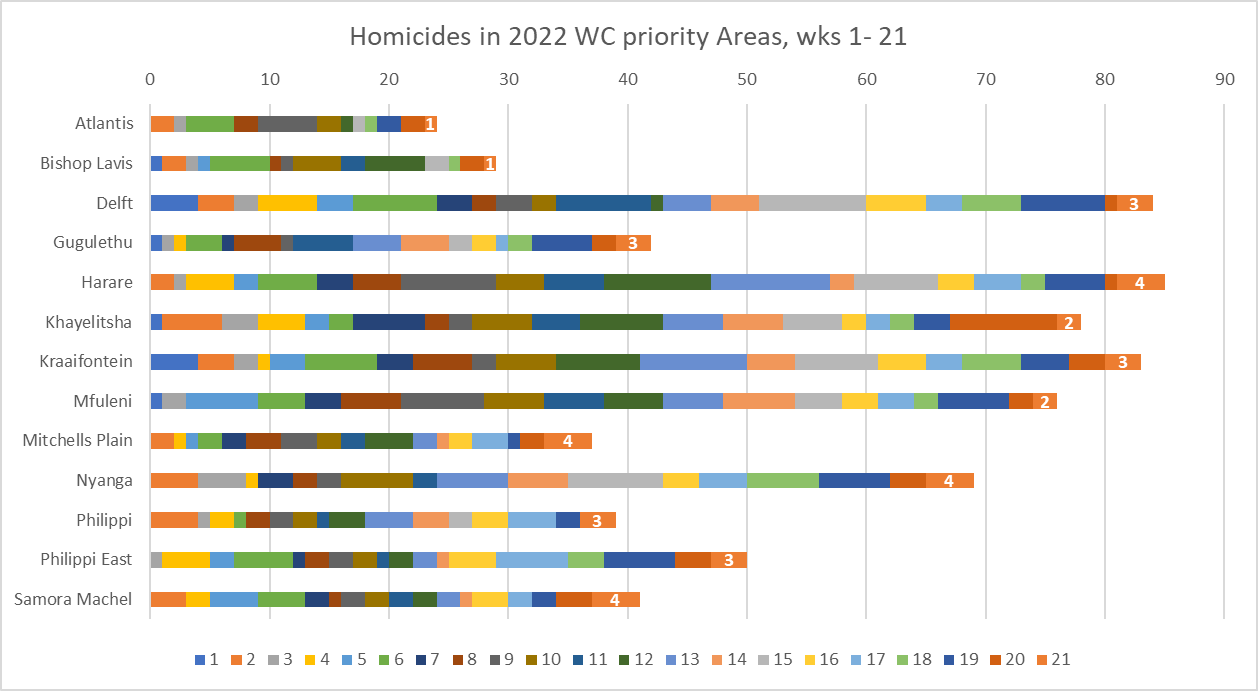 Homicides in 2022 WC priority Areas, wks 1- 21
0 10 20 30 40 50 60 70 80 90
Atlantis 1
Bishop Lavis 1
Delft 3
Gugulethu 3
Harare 4
Khayelitsha 2
Kraaifontein 3
Mfuleni 2
Mitchells Plain 4
Nyanga 4
Philippi 3
Philippi East 3
Samora Machel 4
1 2 3 4 5 6 7 8 9 10 11 12 13 14 15 16 17 18 19 20 21